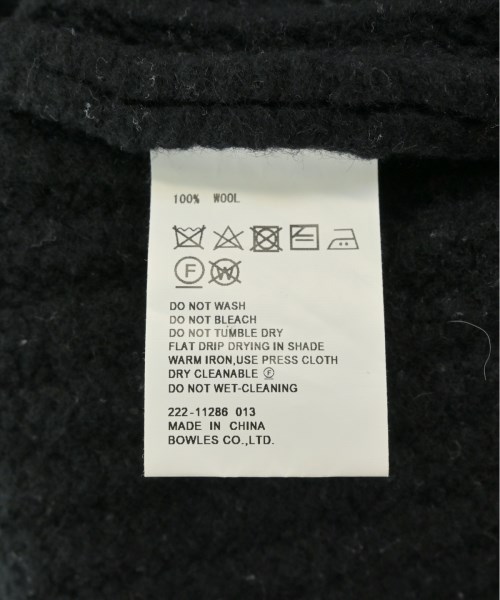 100% WOOL
F W
DO NOT WASH
DO NOT BLEACH
DO NOT TUMBLE DRY
FLAT DRIP DRYING IN SHADE
WARM IRON,USE PRESS CLOTH
DRY CLEANABLE Ⓕ
DO NOT WET-CLEANING
222-11286 013
MADE IN CHINA
BOWLES CO.,LTD.